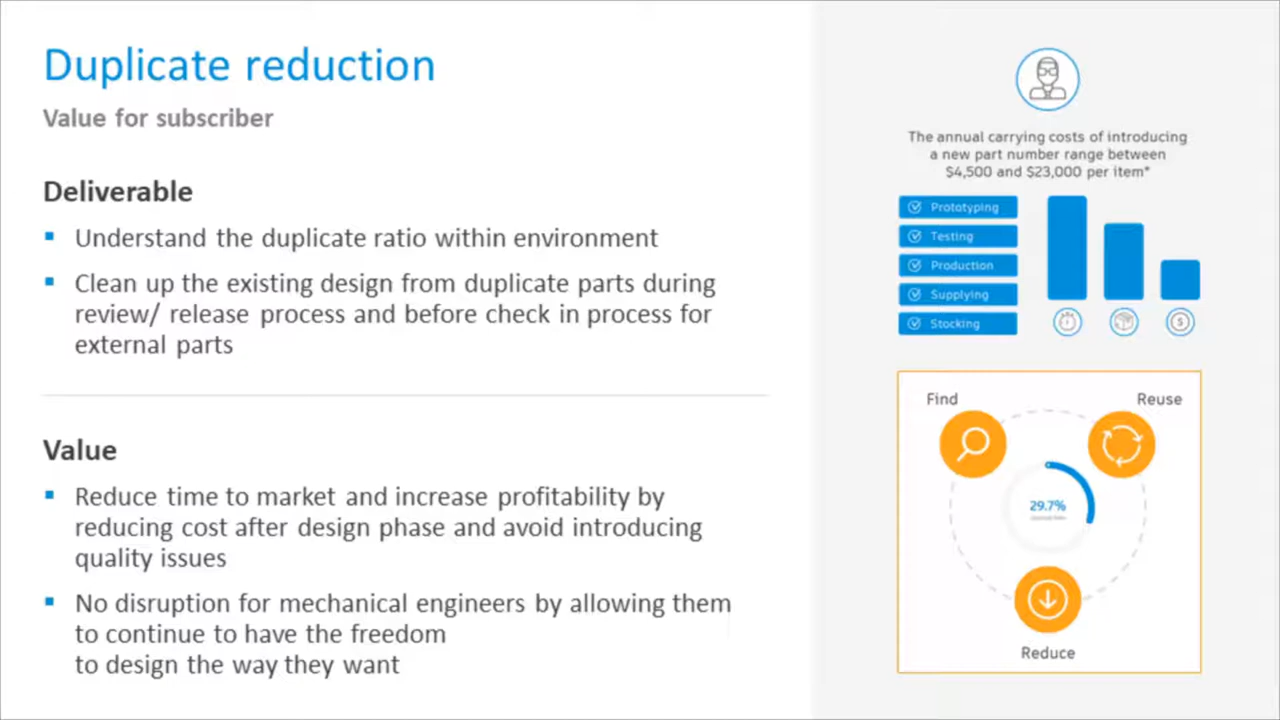 Duplicate reduction
Value for subscriber
Deliverable
Understand the duplicate ratio within environment
Clean up the existing design from duplicate parts during
review/ release process and before check in process for
external parts
Value
Reduce time to market and increase profitability by
reducing cost after design phase and avoid introducing
quality issues
No disruption for mechanical engineers by allowing them
to continue to have the freedom
to design the way they want
The annual carrying costs of introducing
a new part number range between
$4,500 and $23,000 per item*
Prototyping
Testing
Production
Supplying
Stocking
Find
Reuse
29.7%
Reduce